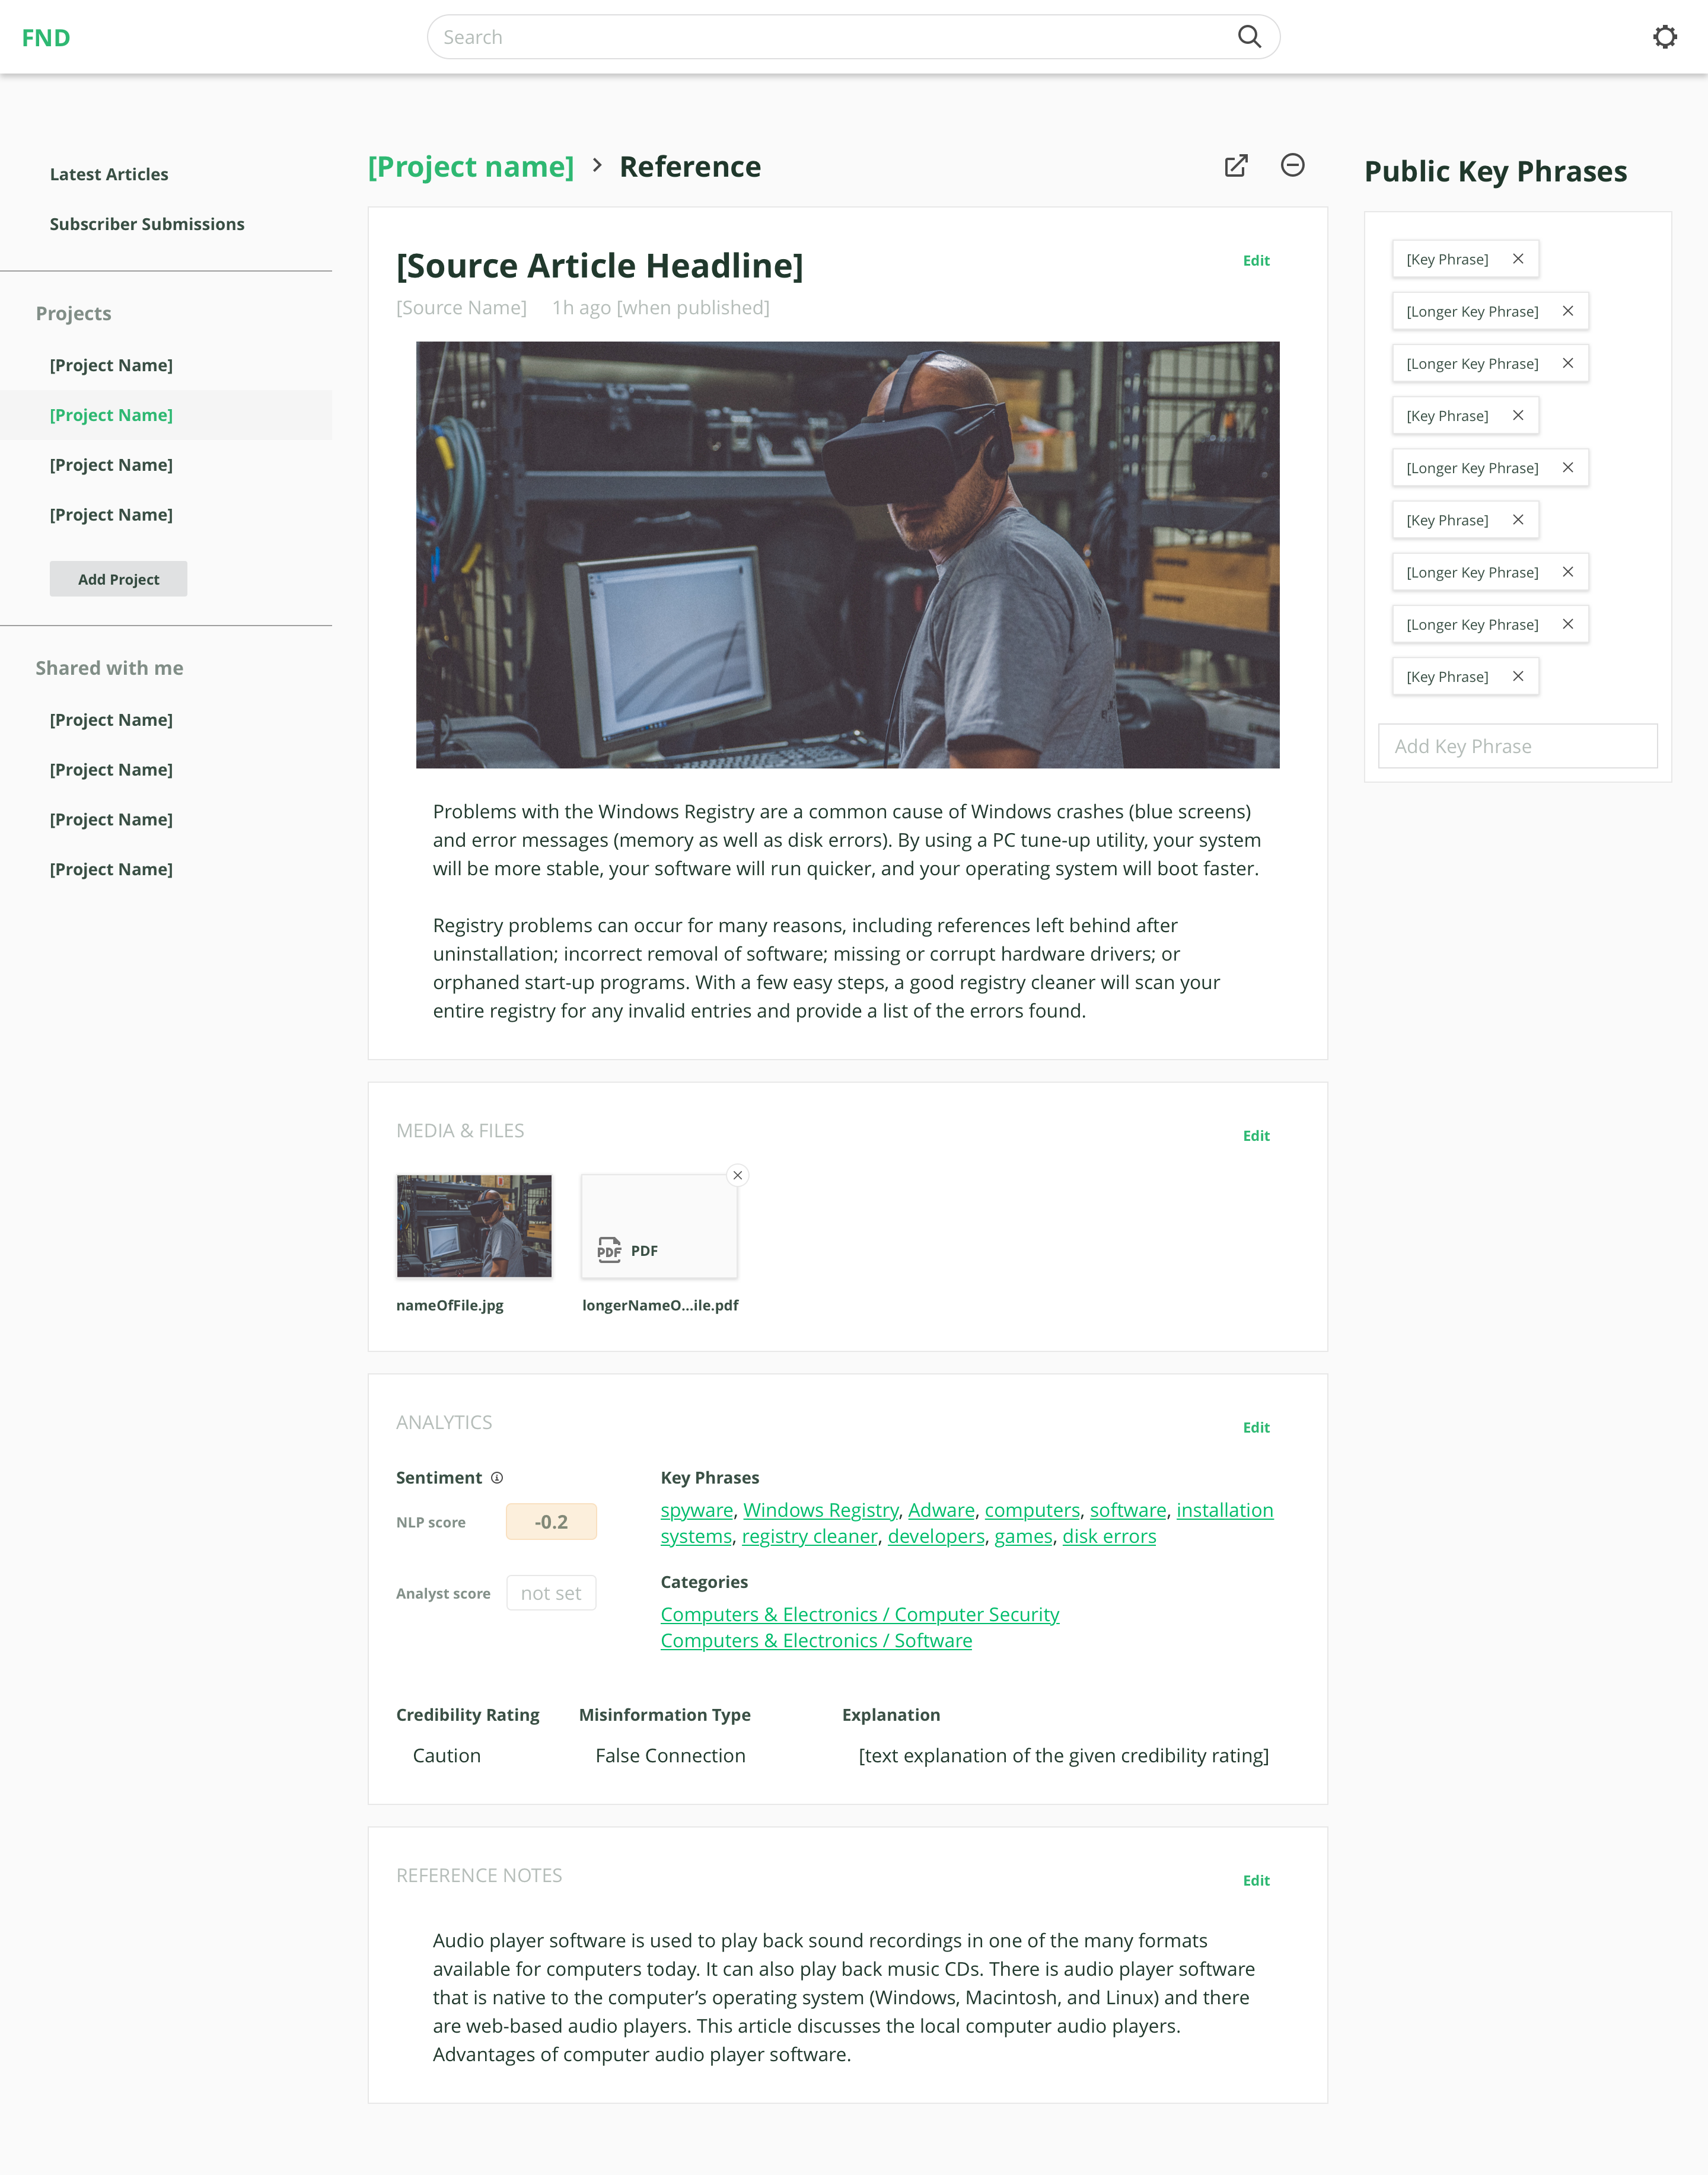 FND
Search
Latest Articles
Subscriber Submissions
Projects
[Project Name]
[Project Name]
[Project Name]
[Project Name]
Add Project
Shared with me
[Project Name]
[Project Name]
[Project Name]
[Project Name]
[Project name] > Reference
[Source Article Headline]
Edit
[Source Name] 1h ago [when published]
Problems with the Windows Registry are a common cause of Windows crashes (blue screens)
and error messages (memory as well as disk errors). By using a PC tune-up utility, your system
will be more stable, your software will run quicker, and your operating system will boot faster.
Registry problems can occur for many reasons, including references left behind after
uninstallation; incorrect removal of software; missing or corrupt hardware drivers; or
orphaned start-up programs. With a few easy steps, a good registry cleaner will scan your
entire registry for any invalid entries and provide a list of the errors found.
MEDIA & FILES
Edit
PDF PDF
nameOfFile.jpg
longerNameO...ile.pdf
ANALYTICS
Edit
Sentiment
NLP score -0.2
Analyst score not set
Key Phrases
spyware, Windows Registry, Adware, computers, software, installation
systems, registry cleaner, developers, games, disk errors
Categories
Computers & Electronics / Computer Security
Computers & Electronics / Software
Credibility Rating Misinformation Type Explanation
Caution False Connection [text explanation of the given credibility rating]
REFERENCE NOTES
Edit
Audio player software is used to play back sound recordings in one of the many formats
available for computers today. It can also play back music CDs. There is audio player software
that is native to the computer’s operating system (Windows, Macintosh, and Linux) and there
are web-based audio players. This article discusses the local computer audio players.
Advantages of computer audio player software.
Public Key Phrases
[Key Phrase]
[Longer Key Phrase]
[Longer Key Phrase]
[Key Phrase]
[Longer Key Phrase]
[Key Phrase]
[Longer Key Phrase]
[Longer Key Phrase]
[Key Phrase]
Add Key Phrase